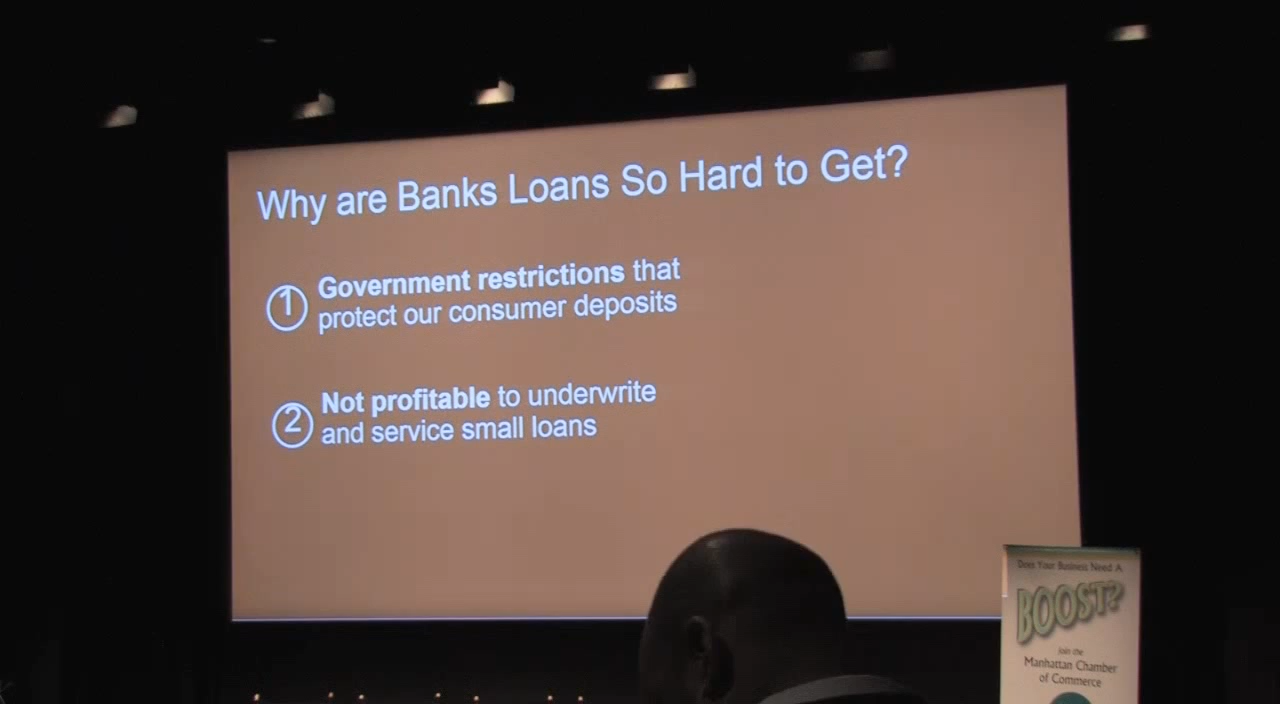 Why are Banks Loans So Hard to Get?
1 Government restrictions that
protect our consumer deposits
2 Not profitable to underwrite
and service small loans
Does Your Business Need A
BOOST?
Join the
Manhattan Chamber
of Commerce